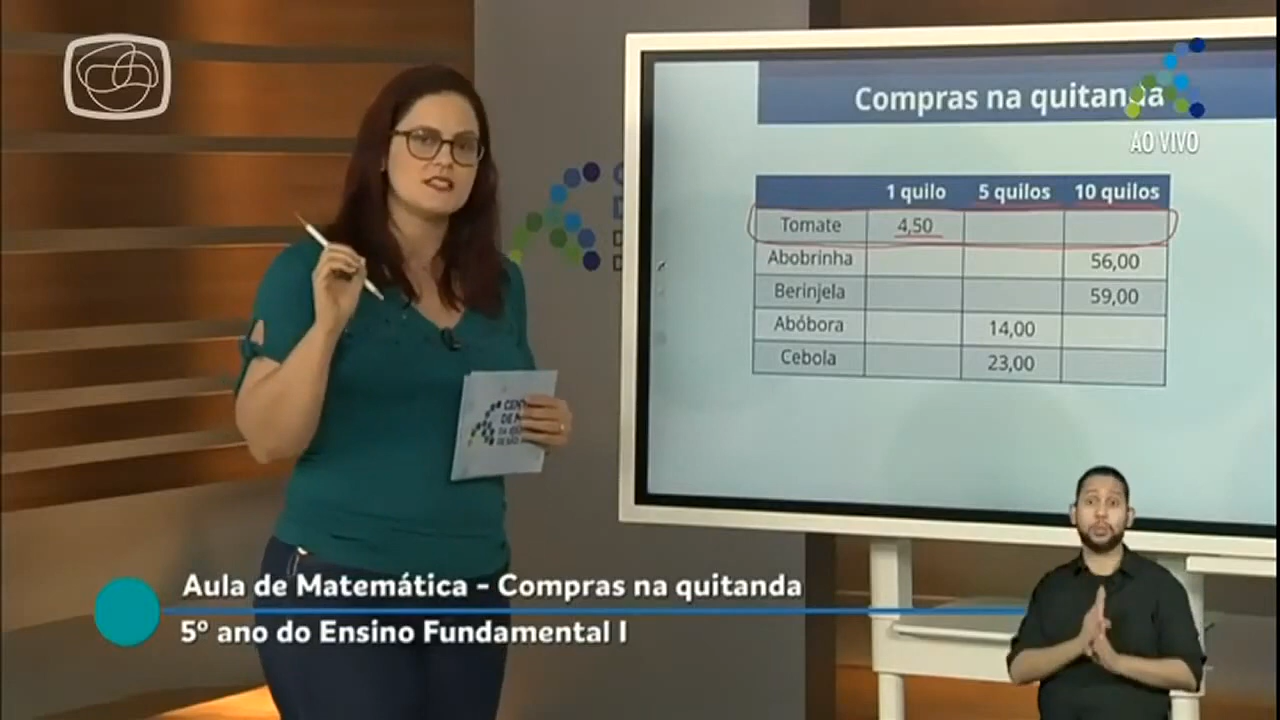 Compras na quitanda
AO VIVO
1 quilo 5 quilos 10 quilos
Tomate 4,50
Abobrinha 56,00
Berinjela 59,00
Abóbora 14,00
Cebola 23,00
Aula de Matemática - Compras na quitanda
5º ano do Ensino Fundamental I